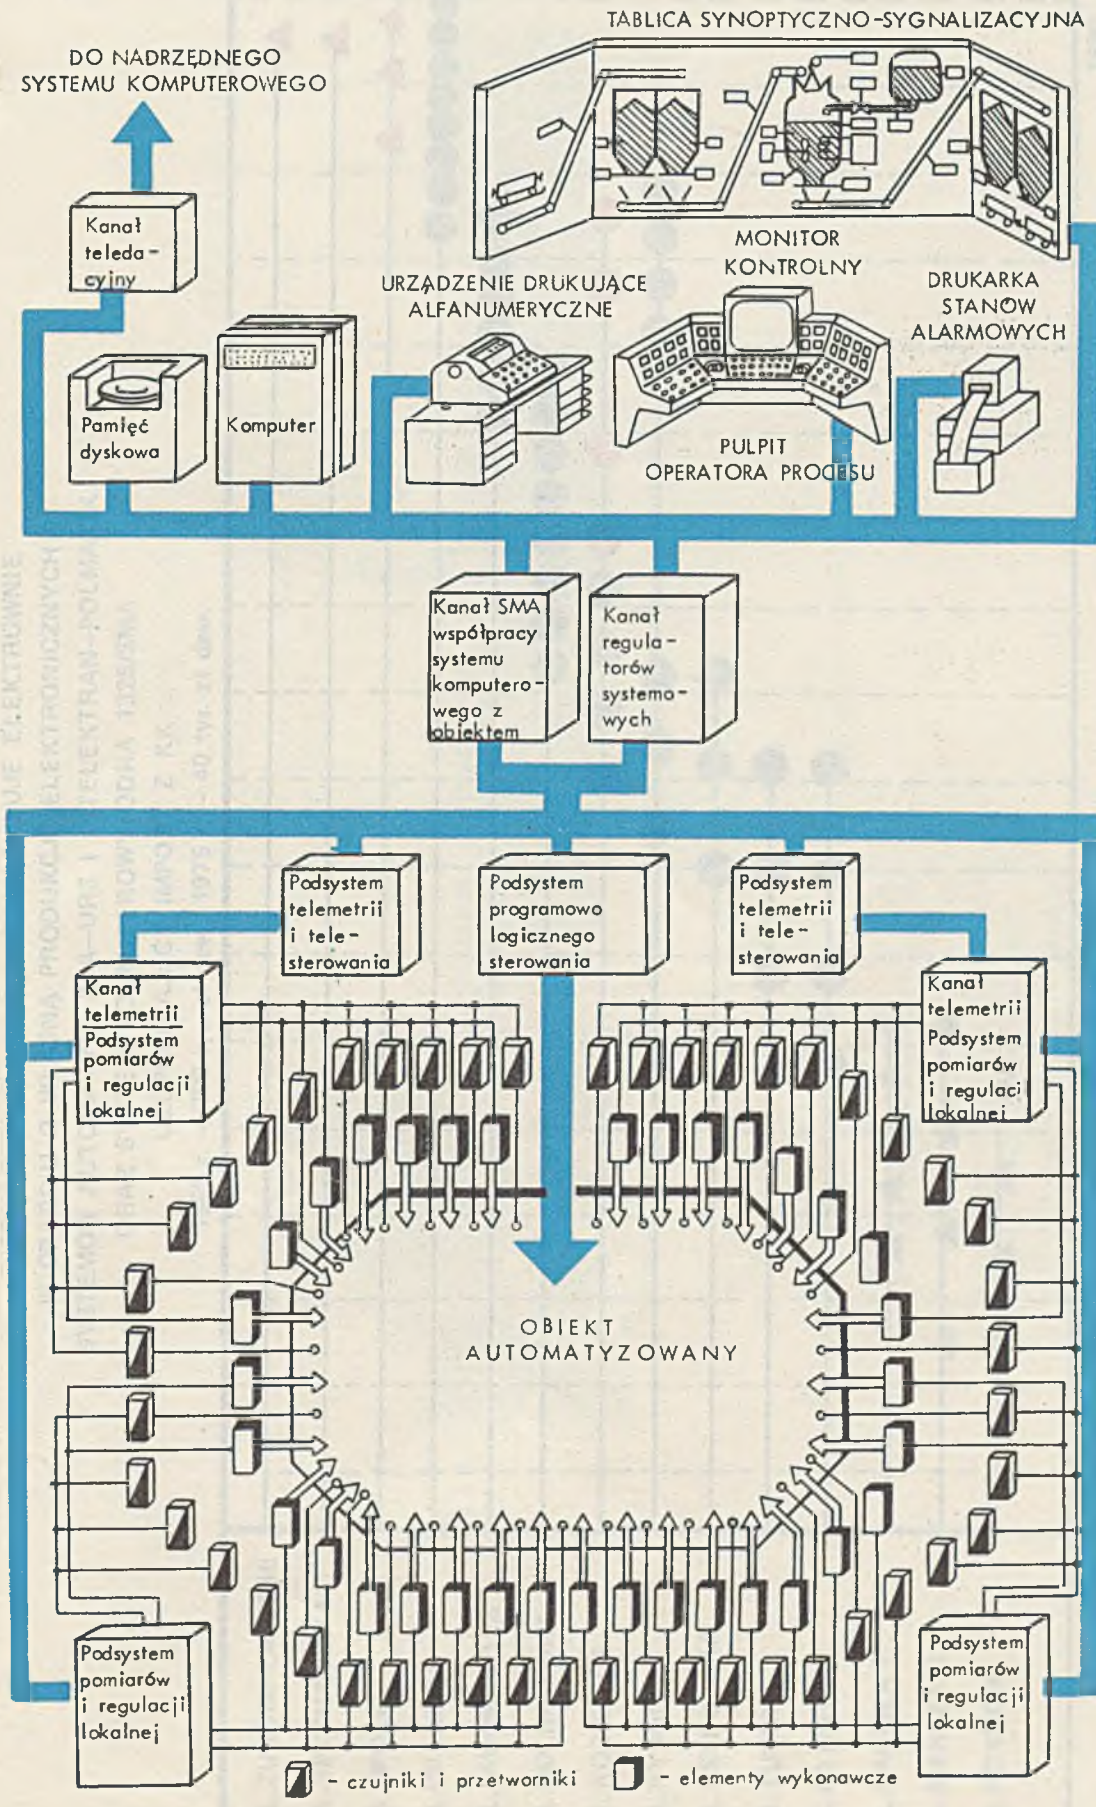 TABLICA SYNOPTYCZNO-SYGNALIZACYJNA
DO NADRZĘDNEGO
SYSTEMU KOMPUTEROWEGO
Kanał
teleda-
cyjny
MONITOR
KONTROLNY
URZĄDZENIE DRUKUJĄCE
ALFANUMERYCZNE
DRUKARKA
STANÓW
ALARMOWYCH
Pamięć
dyskowa
Komputer
PULPIT
OPERATORA PROCESU
Kanał SMA
współpracy
systemu
komputero-
wego z
obiektem
Kanał
regula-
torów
systemo-
wych
Podsystem
telemetrii
i tele-
sterowania
Podsystem
programowo
logicznego
sterowania
Podsystem
telemetrii
i tele-
sterowania
Kanał
telemetrii
Podsystem
pomiarów
i regulacji
lokalnej
Kanał
telemetrii
Podsystem
pomiarów
i regulaci
lokalnej
OBIEKT
AUTOMATYZOWANY
Podsystem
pomiarów
i regulacji
lokalnej
Podsystem
pomiarów
i regulacji
lokalnej
- czujniki i przetworniki
- elementy wykonawcze